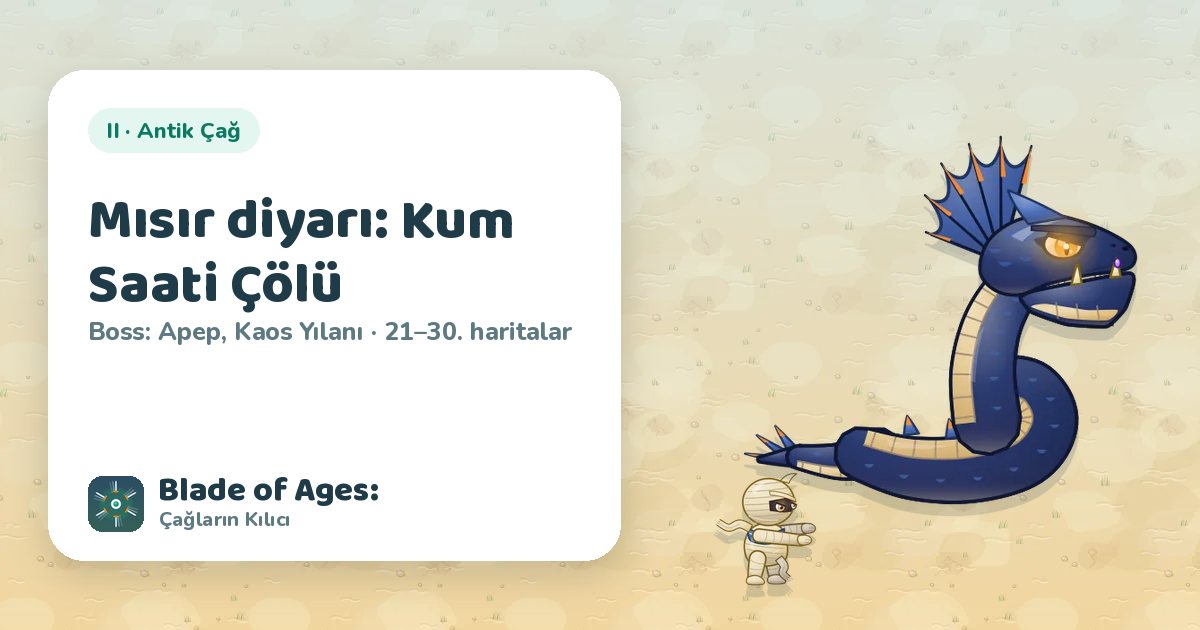 II · Antik Çağ
Mısır diyarı: Kum
Saati Çölü
Boss: Apep, Kaos Yılanı · 21–30. haritalar
Blade of Ages:
Çağların Kılıcı